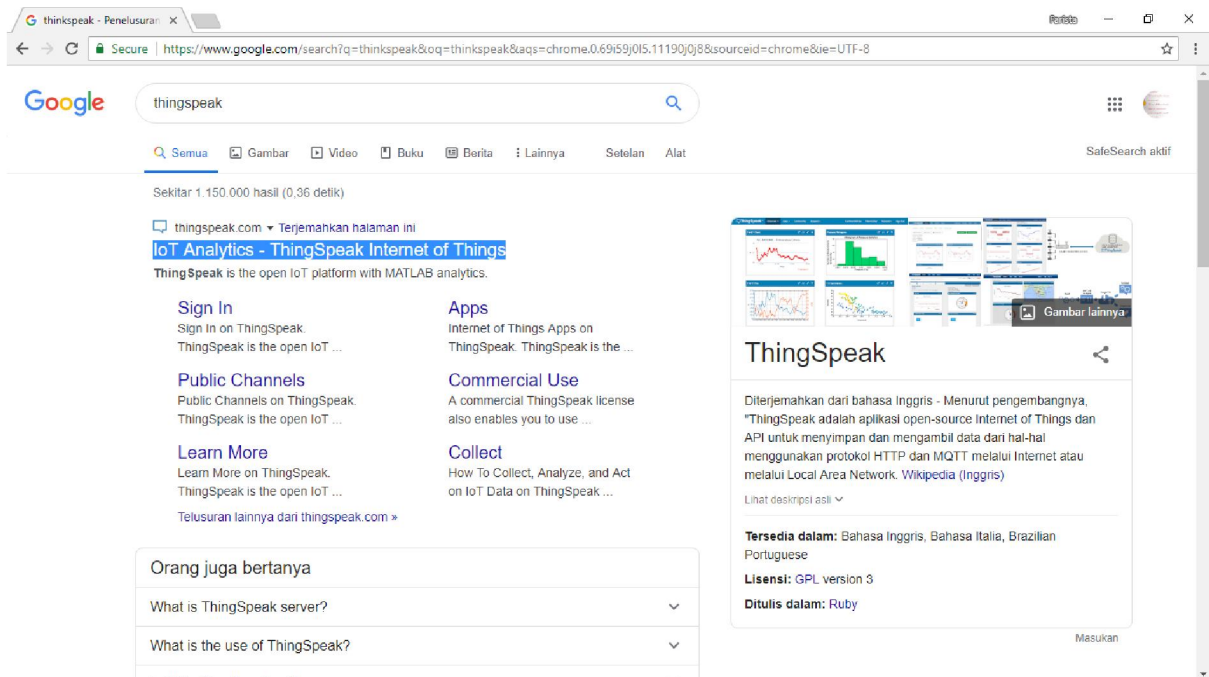 thinkspeak - Penelusuran
Secure https://www.google.com/search?q=thinkspeak&oq=thinkspeak&aqs=chrome.0.69i59j0l5.11190j0j8&sourceid=chrome&ie=UTF-8
Google
thingspeak
Semua Gambar Video Buku Berita Lainnya Setelan Alat SafeSearch aktif
Sekitar 1.150.000 hasil (0,36 detik)
thingspeak.com Terjemahkan halaman ini
IoT Analytics - ThingSpeak Internet of Things
ThingSpeak is the open IoT platform with MATLAB analytics.
Sign In
Sign In on ThingSpeak.
ThingSpeak is the open IoT ...
Apps
Internet of Things Apps on
ThingSpeak. ThingSpeak is the ...
Public Channels
Public Channels on ThingSpeak.
ThingSpeak is the open IoT ...
Commercial Use
A commercial ThingSpeak license
also enables you to use ...
Learn More
Learn More on ThingSpeak.
ThingSpeak is the open IoT ...
Collect
How To Collect, Analyze, and Act
on IoT Data on ThingSpeak ...
Telusuran lainnya dari thingspeak.com »
Orang juga bertanya
What is ThingSpeak server?
What is the use of ThingSpeak?
Gambar lainnya
ThingSpeak
Diterjemahkan dari bahasa Inggris - Menurut pengembangnya,
"ThingSpeak adalah aplikasi open-source Internet of Things dan
API untuk menyimpan dan mengambil data dari hal-hal
menggunakan protokol HTTP dan MQTT melalui Internet atau
melalui Local Area Network. Wikipedia (Inggris)
Lihat deskripsi asli
Tersedia dalam: Bahasa Inggris, Bahasa Italia, Brazilian
Portuguese
Lisensi: GPL version 3
Ditulis dalam: Ruby
Masukan